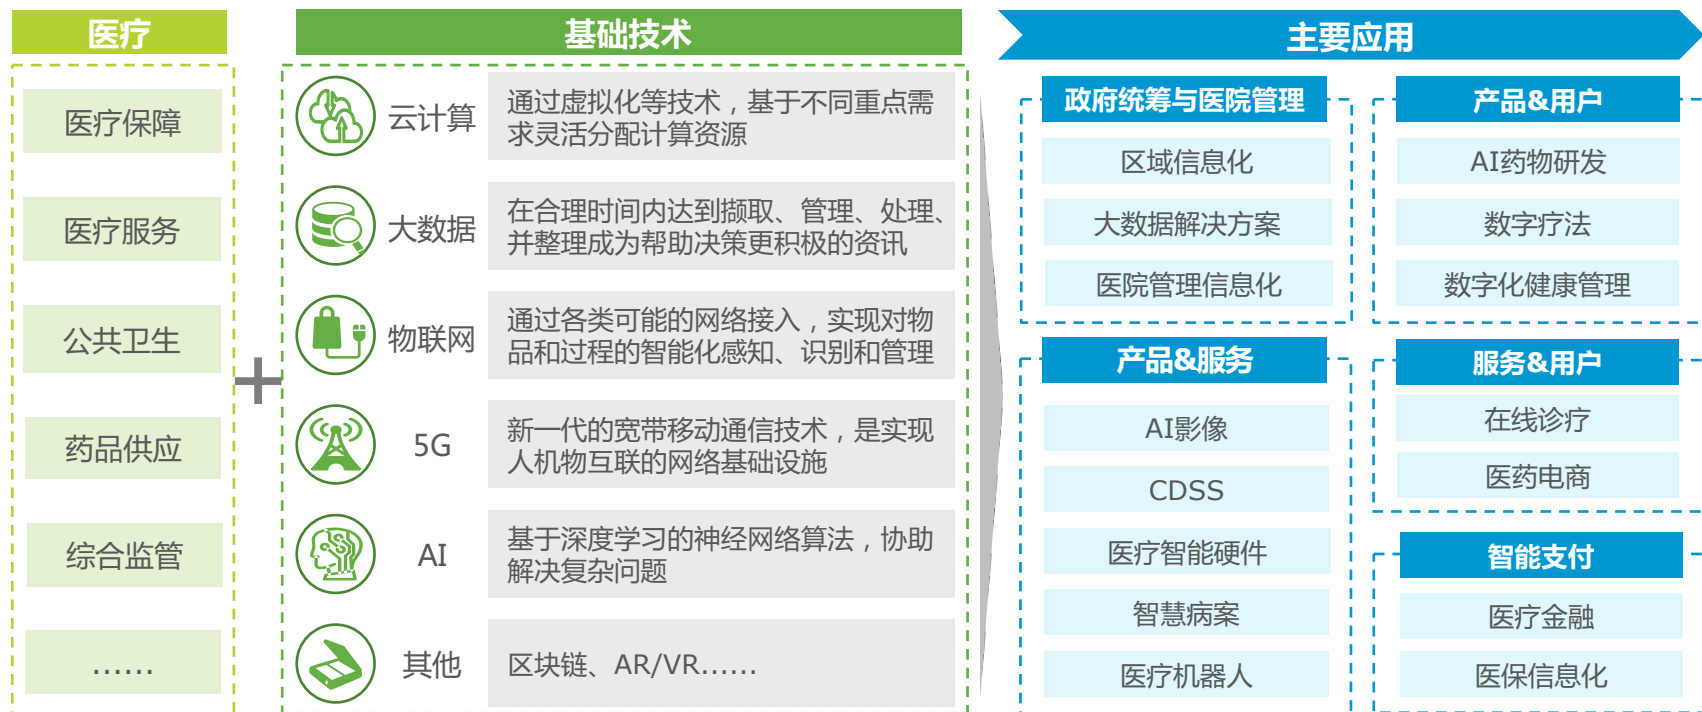 医疗
医疗保障
医疗服务
公共卫生
药品供应
综合监管
……
+
基础技术
云计算
通过虚拟化等技术，基于不同重点需
求灵活分配计算资源
大数据
在合理时间内达到撷取、管理、处理、
并整理成为帮助决策更积极的资讯
物联网
通过各类可能的网络接入，实现对物
品和过程的智能化感知、识别和管理
5G
新一代的宽带移动通信技术，是实现
人机物互联的网络基础设施
AI
基于深度学习的神经网络算法，协助
解决复杂问题
其他
区块链、AR/VR……
主要应用
政府统筹与医院管理
区域信息化
大数据解决方案
医院管理信息化
产品&服务
AI影像
CDSS
医疗智能硬件
智慧病案
医疗机器人
产品&用户
AI药物研发
数字疗法
数字化健康管理
服务&用户
在线诊疗
医药电商
智能支付
医疗金融
医保信息化